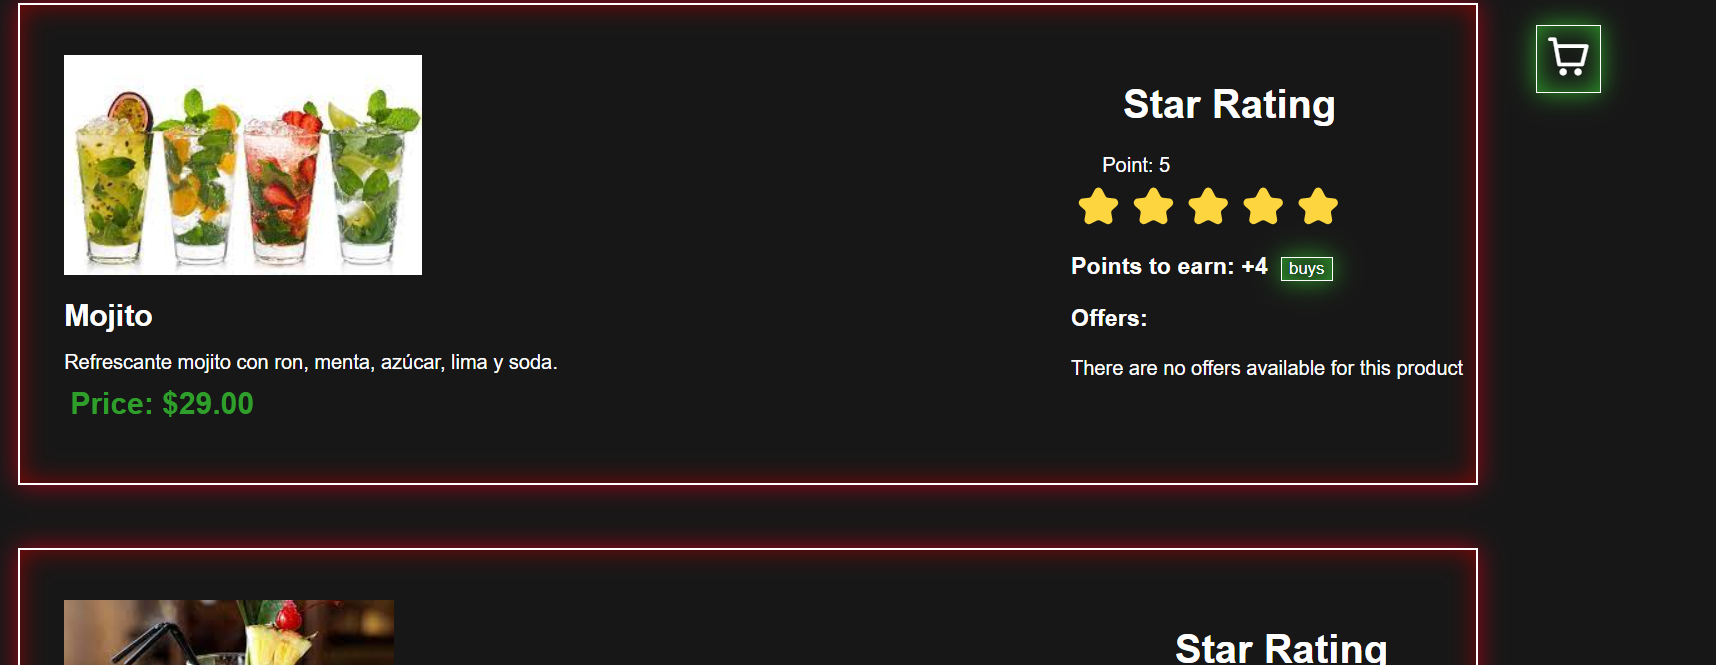 Star Rating
Point: 5
Points to earn: +4 buys
Offers:
There are no offers available for this product
Mojito
Refrescante mojito con ron, menta, azúcar, lima y soda.
Price: $29.00
Star Rating